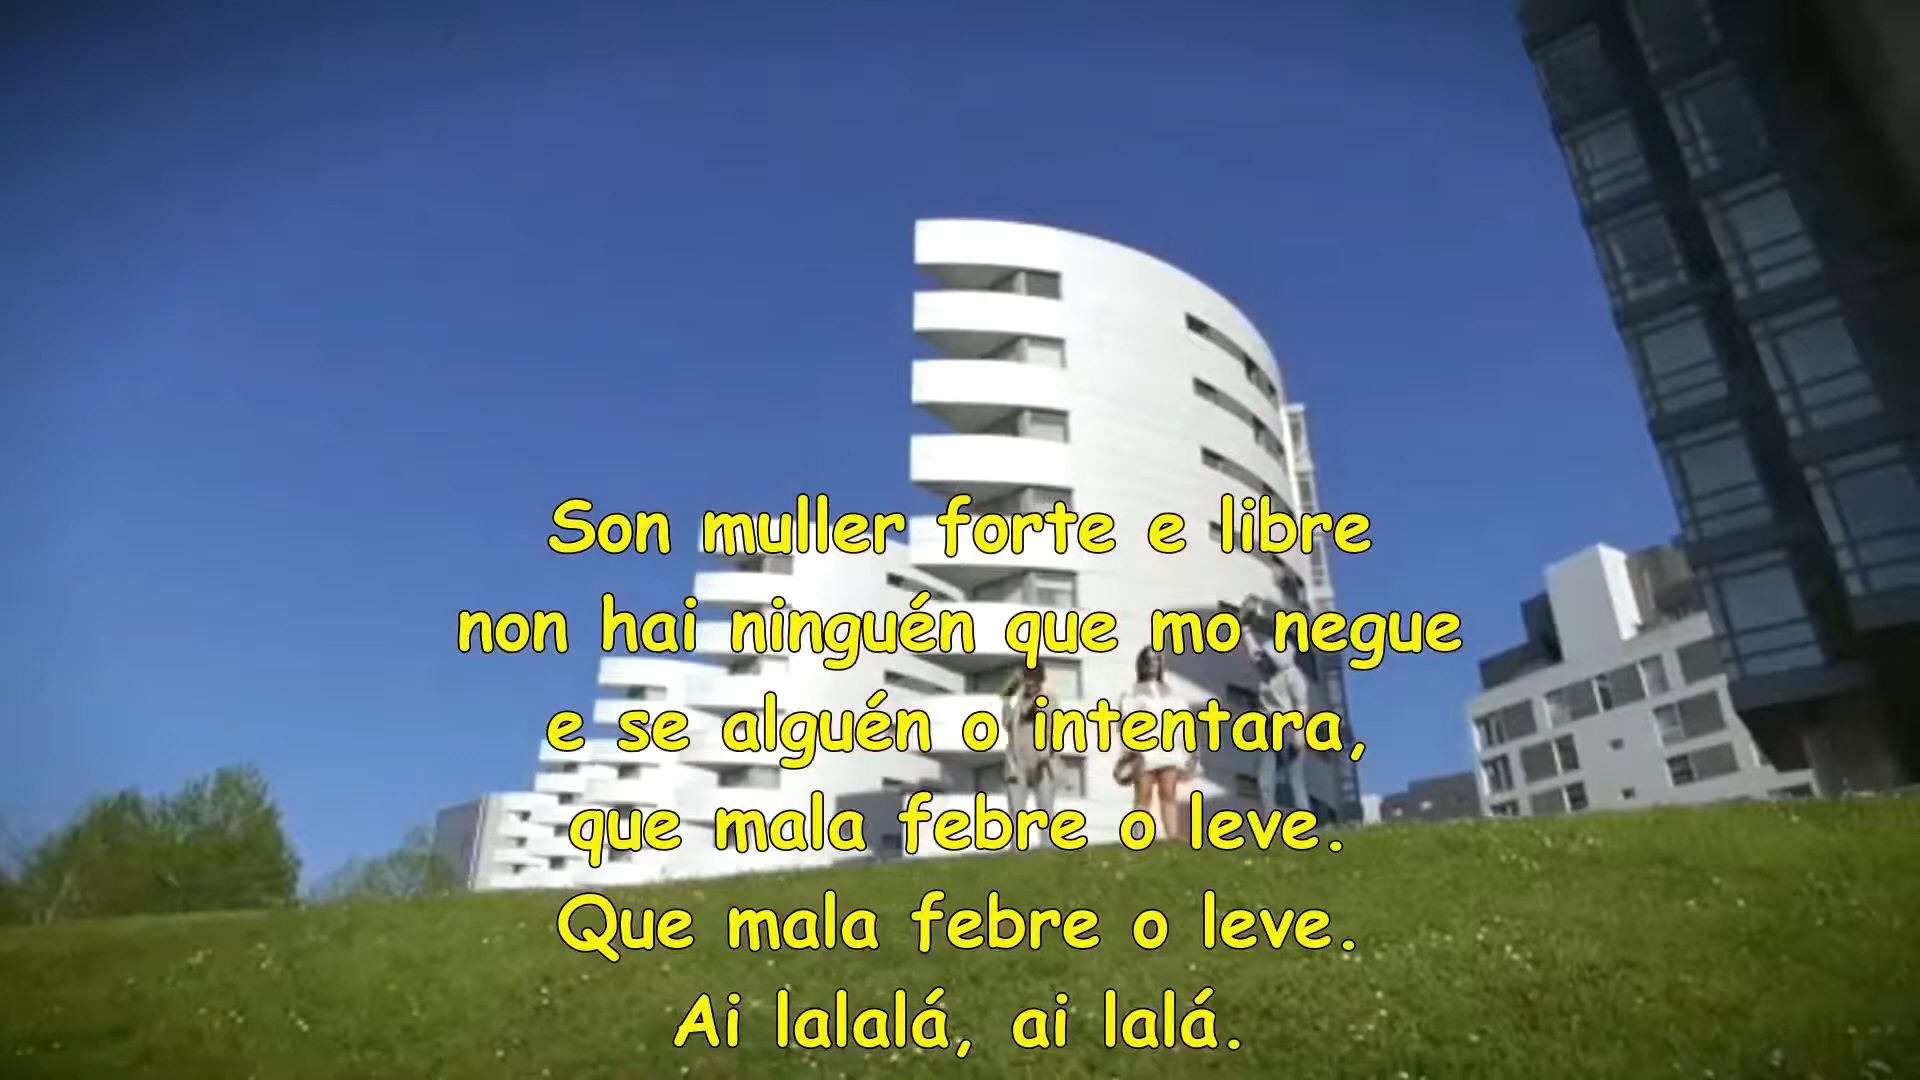 Son muller forte e libre
non hai ninguén que mo negue
e se alguén o intentara,
que mala febre o leve.
Que mala febre o leve.
Ai lalalá, ai lalá.